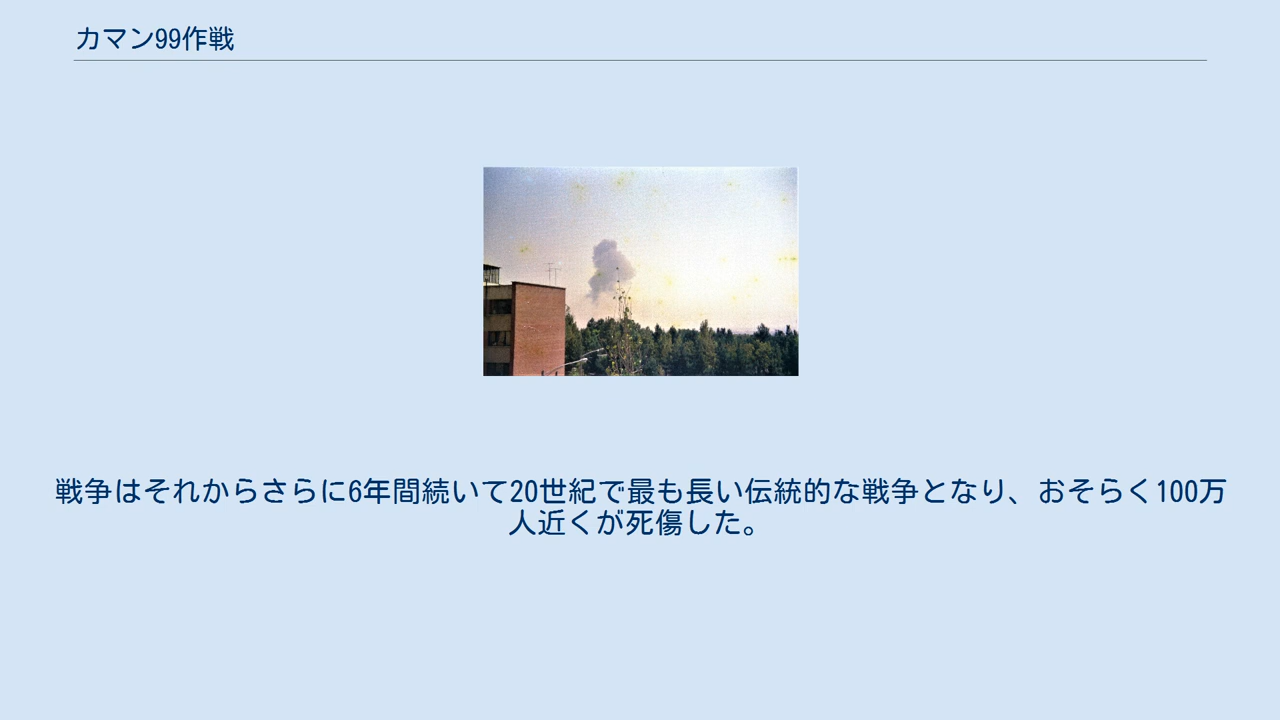 カマン99作戦
戦争はそれからさらに6年間続いて20世紀で最も長い伝統的な戦争となり、おそらく100万
人近くが死傷した。